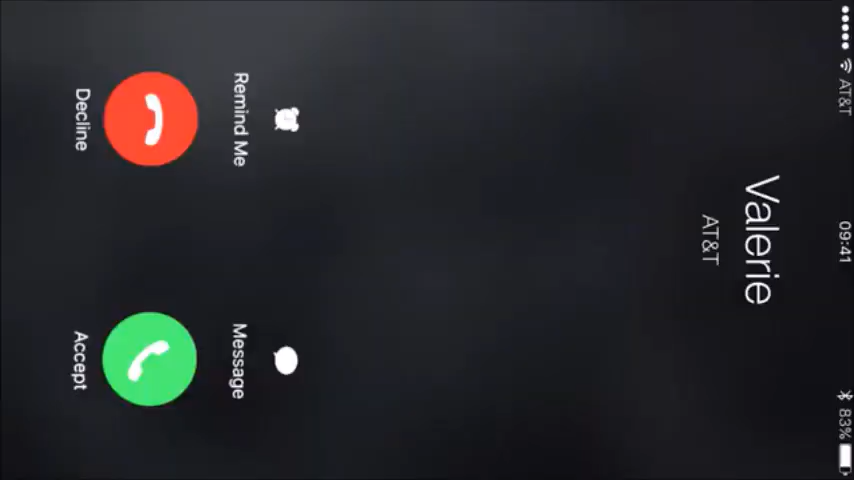 AT&T 09:41 83%
Valerie
AT&T
Remind Me Message
Decline Accept